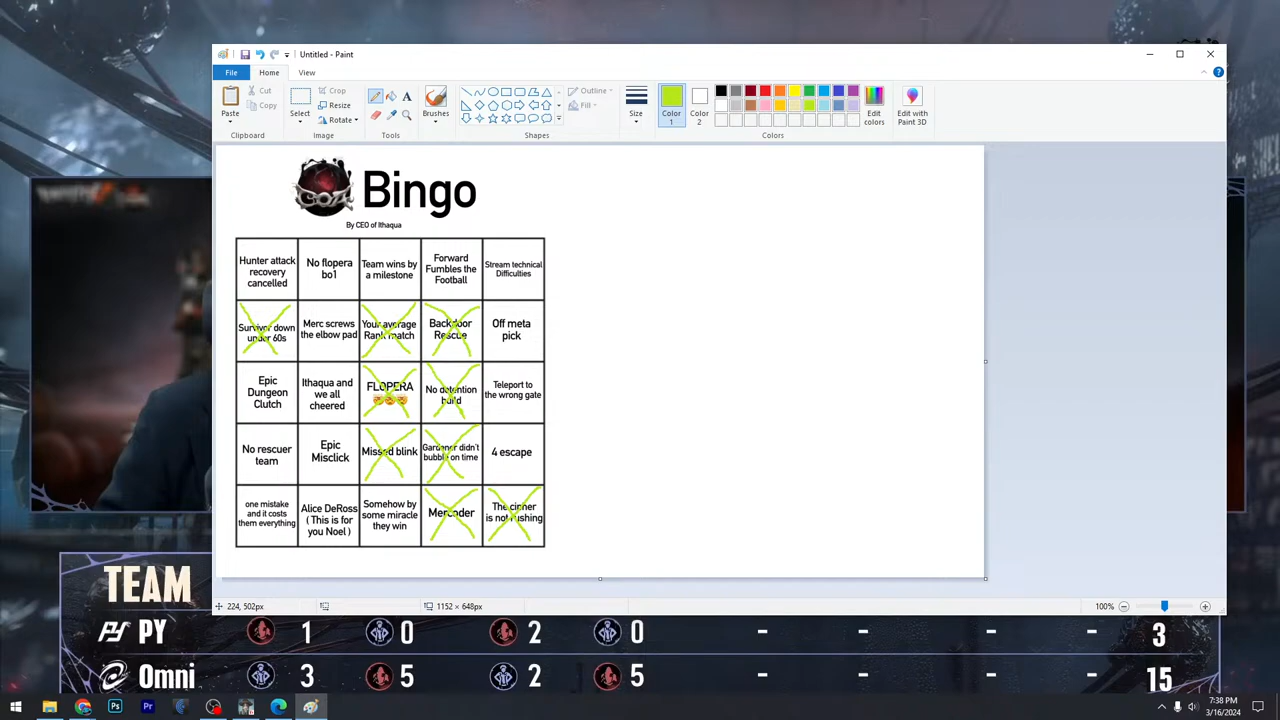 Untitled - Paint
File
Home
View
Paste
Cut
Copy
Clipboard
Select
Crop
Resize
Rotate
Image
A
Tools
Brushes
Shapes
Outline
Fill
Size
Color 1
Color 2
Edit colors
Colors
Edit with Paint 3D
COA
Bingo
By CEO of Ithaqua
Hunter attack
recovery
cancelled
No flopera
bo1
Team wins by
a milestone
Forward
Fumbles the
Football
Stream technical
Difficulties
Survivor down
under 60s
Merc screws
the elbow pad
Your average
Rank match
Backdoor
Rescue
Off meta
pick
Epic
Dungeon
Clutch
Ithaqua and
we all
cheered
FLOPERA
No detention
build
Teleport to
the wrong gate
No rescuer
team
Epic
Misclick
Missed blink
Gardener didn't
bubble on time
4 escape
one mistake
and it costs
them everything
Alice DeRoss
( This is for
you Noel )
Somehow by
some miracle
they win
Mercoder
The cipher
is not rushing
224, 502px
1152 × 648px
100%
TEAM
PY 1 0 2 0 - - - - 3
Omni 3 5 2 5 - - - - 15
Ps
Pr
7:38 PM
3/16/2024